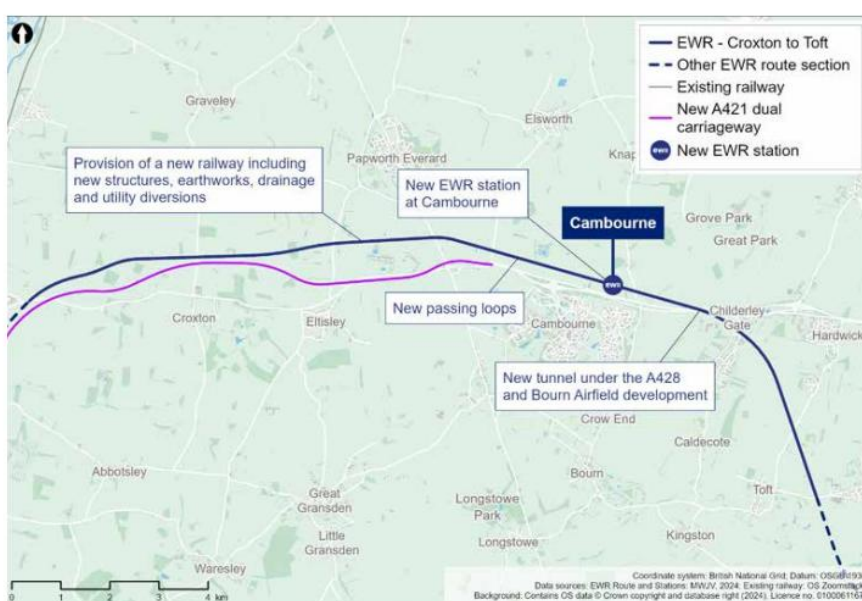 EWR - Croxton to Toft
Other EWR route section
Existing railway
New A421 dual
carriageway
ewr
New EWR station
Graveley
Elsworth
Provision of a new railway including
new structures, earthworks, drainage
and utility diversions
Papworth Everard
Knap
New EWR station
at Cambourne
Cambourne
Grove Park
Great Park
ewr
New passing loops
Croxton
Eltisley
Cambourne
Childerley
Gate
Hardwick
New tunnel under the A428
and Bourn Airfield development
Crow End
Caldecote
Abbotsley
Bourn
Toft
Great
Gransden
Longstowe
Park
Little
Gransden
Longstowe
Kingston
Waresley
0 1 2 3 4 km
Coordinate system: British National Grid; Datum:
Data sources: EWR Route and Stations: MWJV, 2024; Existing railway: OS
Background: Contains OS data © Crown copyright and database right (2024). Licence no.